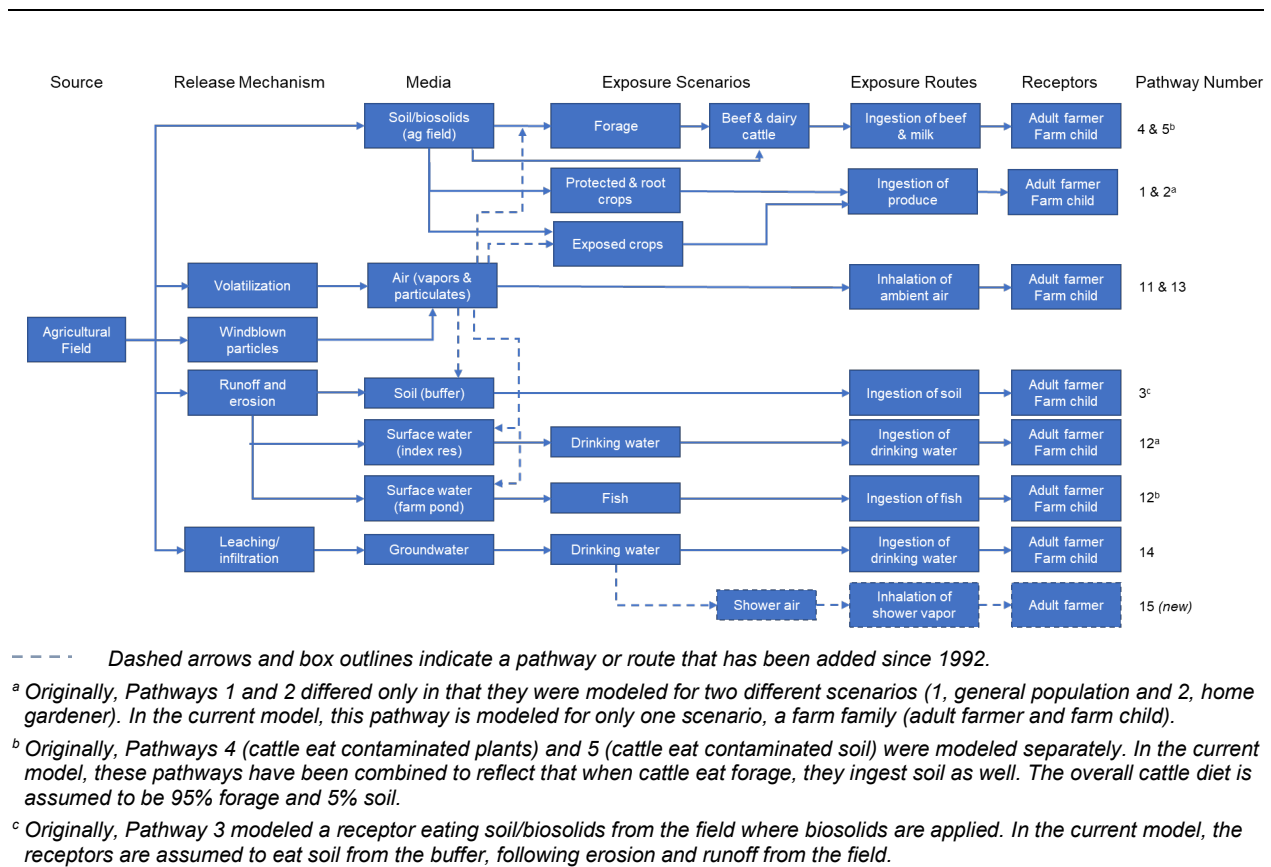 Source Release Mechanism Media Exposure Scenarios Exposure Routes Receptors Pathway Number
Soil/biosolids
(ag field)
Forage
Beef & dairy
cattle
Ingestion of beef
& milk
Adult farmer
Farm child
4 & 5b
Protected & root
crops
Ingestion of
produce
Adult farmer
Farm child
1 & 2a
Exposed crops
Volatilization
Air (vapors &
particulates)
Inhalation of
ambient air
Adult farmer
Farm child
11 & 13
Agricultural
Field
Windblown
particles
Runoff and
erosion
Soil (buffer)
Ingestion of soil
Adult farmer
Farm child
3c
Surface water
(index res)
Drinking water
Ingestion of
drinking water
Adult farmer
Farm child
12a
Surface water
(farm pond)
Fish
Ingestion of fish
Adult farmer
Farm child
12b
Leaching/
infiltration
Groundwater
Drinking water
Ingestion of
drinking water
Adult farmer
Farm child
14
Shower air
Inhalation of
shower vapor
Adult farmer
15 (new)
Dashed arrows and box outlines indicate a pathway or route that has been added since 1992.
a Originally, Pathways 1 and 2 differed only in that they were modeled for two different scenarios (1, general population and 2, home
gardener). In the current model, this pathway is modeled for only one scenario, a farm family (adult farmer and farm child).
b Originally, Pathways 4 (cattle eat contaminated plants) and 5 (cattle eat contaminated soil) were modeled separately. In the current
model, these pathways have been combined to reflect that when cattle eat forage, they ingest soil as well. The overall cattle diet is
assumed to be 95% forage and 5% soil.
c Originally, Pathway 3 modeled a receptor eating soil/biosolids from the field where biosolids are applied. In the current model, the
receptors are assumed to eat soil from the buffer, following erosion and runoff from the field.